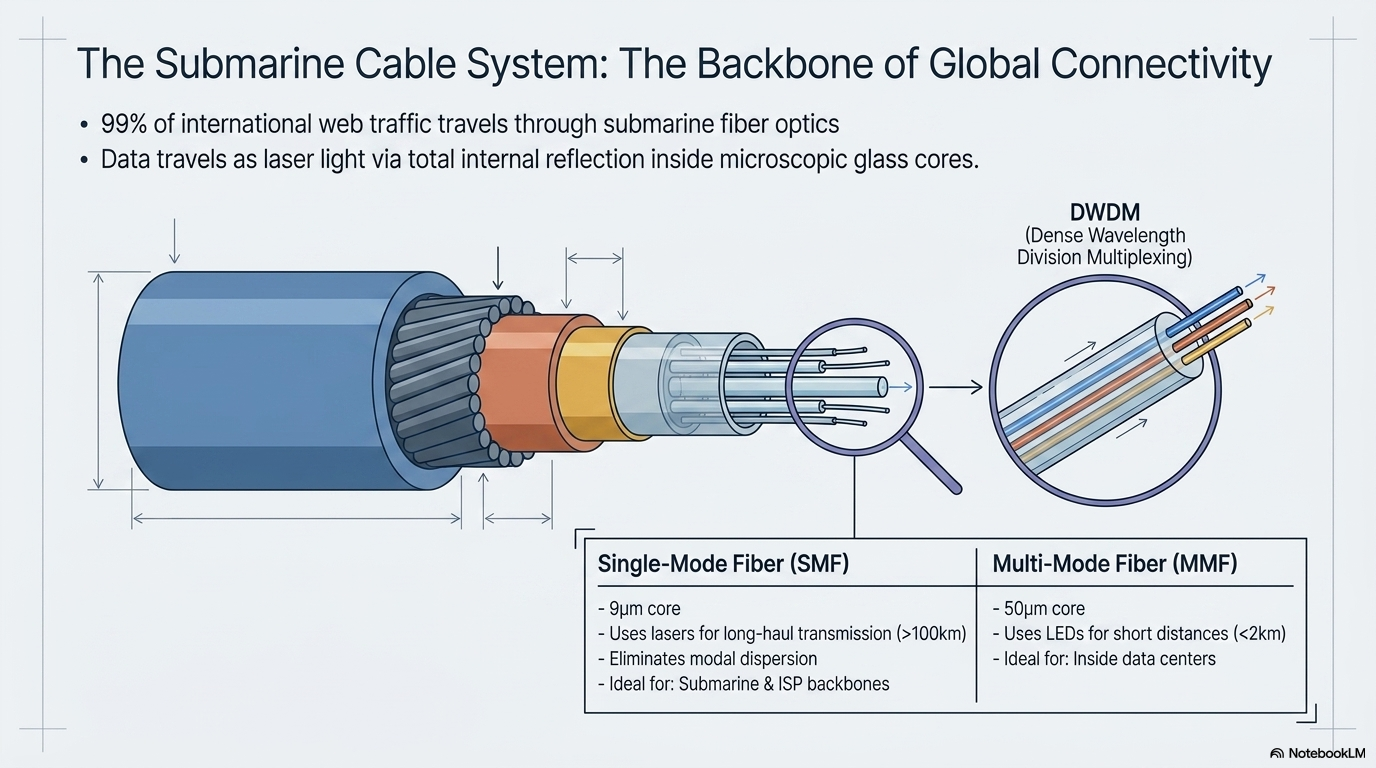 The Submarine Cable System: The Backbone of Global Connectivity
• 99% of international web traffic travels through submarine fiber optics
• Data travels as laser light via total internal reflection inside microscopic glass cores.
DWDM
(Dense Wavelength
Division Multiplexing)
Single-Mode Fiber (SMF)
- 9µm core
- Uses lasers for long-haul transmission (>100km)
- Eliminates modal dispersion
- Ideal for: Submarine & ISP backbones
Multi-Mode Fiber (MMF)
- 50µm core
- Uses LEDs for short distances (<2km)
- Ideal for: Inside data centers
NotebookLM